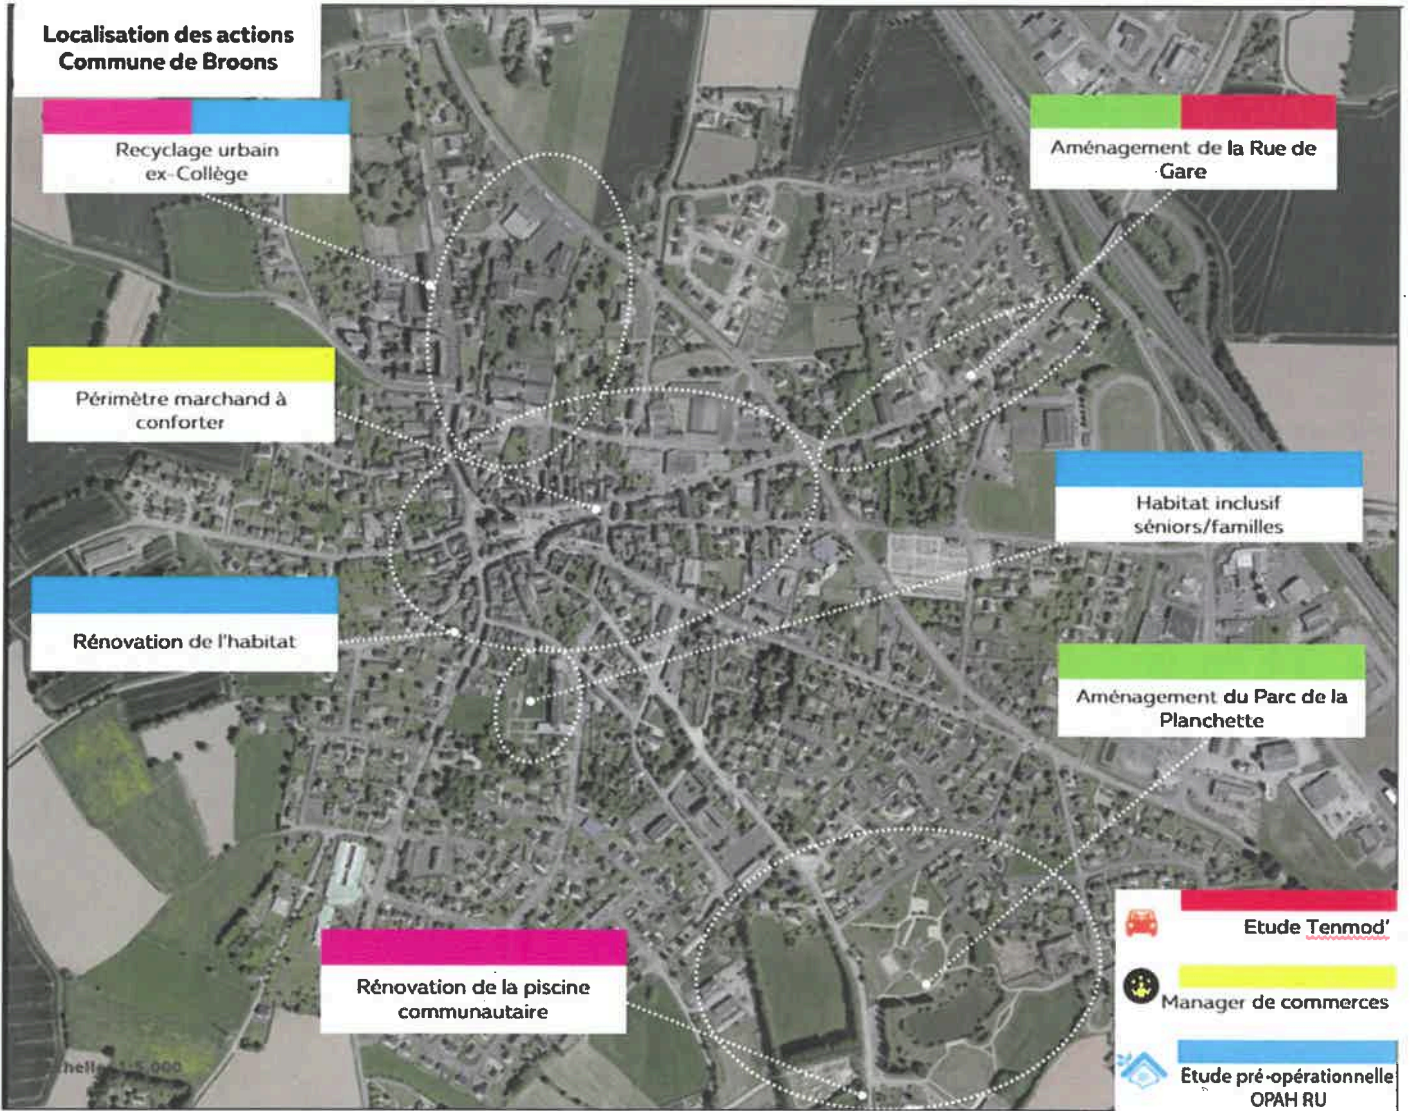 Localisation des actions
Commune de Broons
Recyclage urbain
ex-Collège
Aménagement de la Rue de
Gare
Périmètre marchand à
conforter
Habitat inclusif
séniors/familles
Rénovation de l'habitat
Aménagement du Parc de la
Planchette
Rénovation de la piscine
communautaire
Etude Tenmod'
Manager de commerces
Etude pré-opérationnelle
OPAH RU